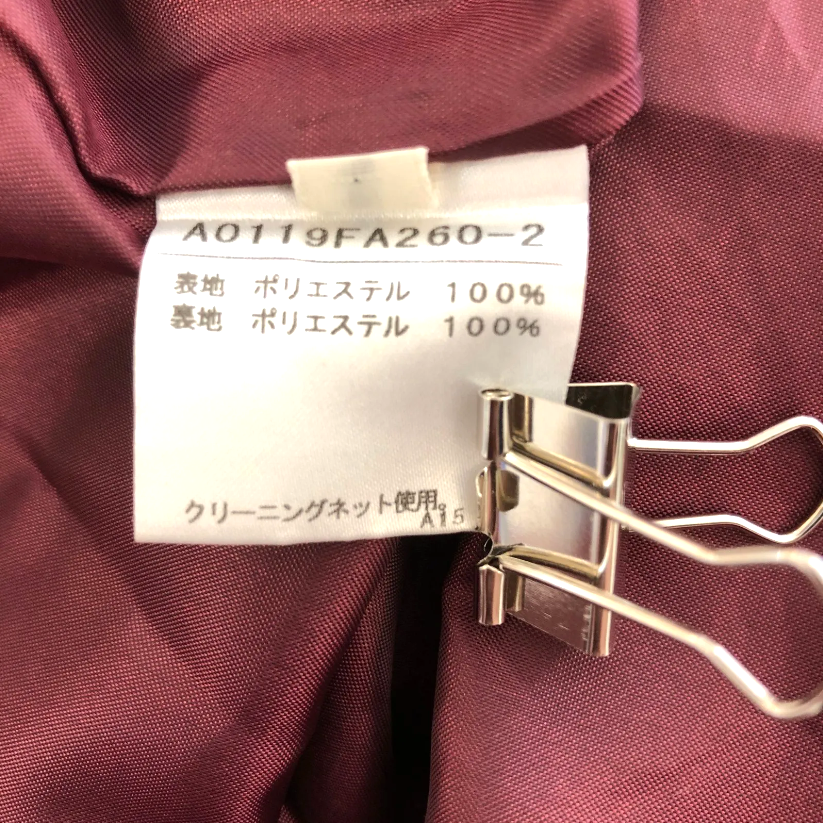 A0119FA260-2
表地 ポリエステル 100%
裏地 ポリエステル 100%
クリーニングネット使用。
A15